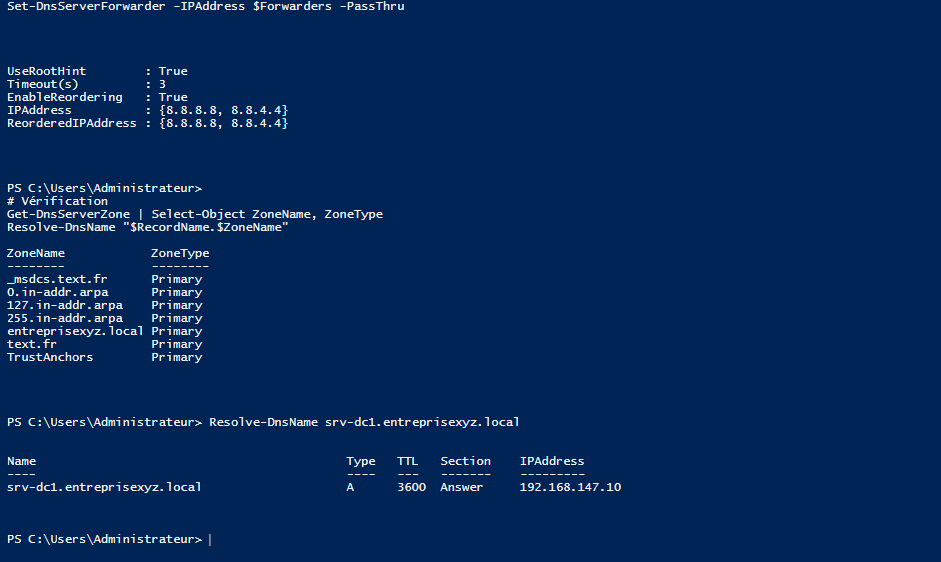 Set-DnsServerForwarder -IPAddress $Forwarders -PassThru
UseRootHint : True
Timeout(s) : 3
EnableReordering : True
IPAddress : {8.8.8.8, 8.8.4.4}
ReorderedIPAddress : {8.8.8.8, 8.8.4.4}
PS C:\Users\Administrateur>
# Vérification
Get-DnsServerZone | Select-Object ZoneName, ZoneType
Resolve-DnsName "$RecordName.$ZoneName"
ZoneName ZoneType
-------- --------
_msdcs.text.fr Primary
0.in-addr.arpa Primary
127.in-addr.arpa Primary
255.in-addr.arpa Primary
entreprisexyz.local Primary
text.fr Primary
TrustAnchors Primary
PS C:\Users\Administrateur> Resolve-DnsName srv-dc1.entreprisexyz.local
Name Type TTL Section IPAddress
---- ---- --- ------- ---------
srv-dc1.entreprisexyz.local A 3600 Answer 192.168.147.10
PS C:\Users\Administrateur>